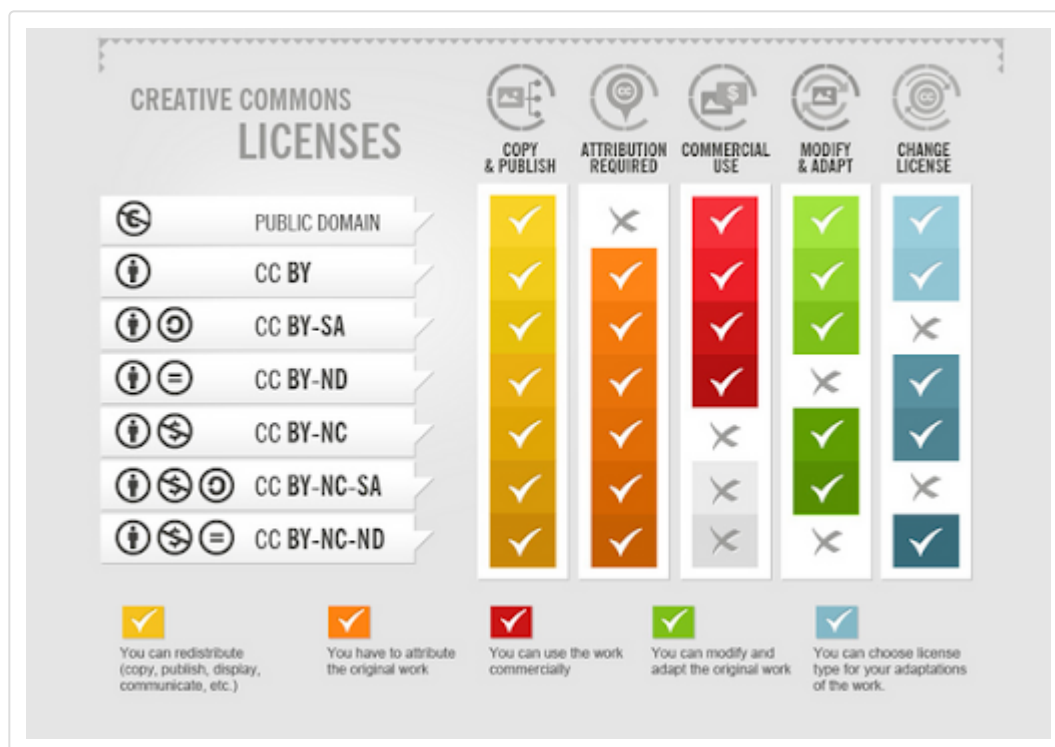 CREATIVE COMMONS
LICENSES
COPY
& PUBLISH
ATTRIBUTION
REQUIRED
COMMERCIAL
USE
MODIFY
& ADAPT
CHANGE
LICENSE
PUBLIC DOMAIN
CC BY
CC BY-SA
CC BY-ND
CC BY-NC
CC BY-NC-SA
CC BY-NC-ND
You can redistribute
(copy, publish, display,
communicate, etc.)
You have to attribute
the original work
You can use the work
commercially
You can modify and
adapt the original work
You can choose license
type for your adaptations
of the work.